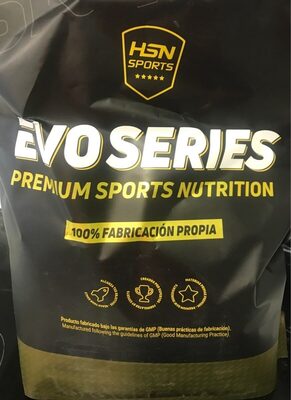 HSN
SPORTS
EVO SERIES
PREMIUM SPORTS NUTRITION
100% FABRICACIÓN PROPIA
Producto fabricado bajo las garantías de GMP (Buenas prácticas de fabricación).
Manufactured following the guidelines of GMP (Good Manufacturing Practice).